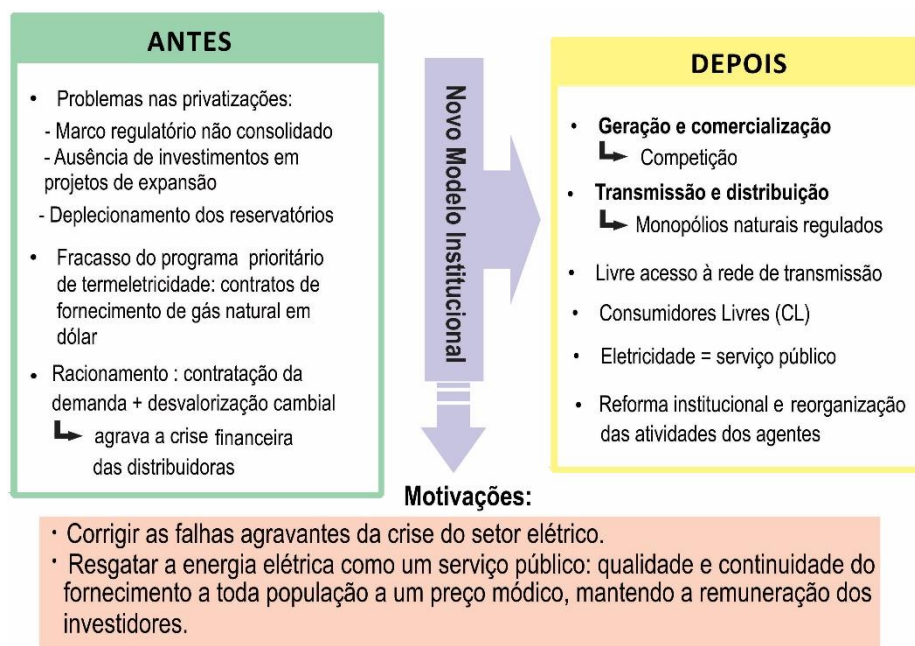 ANTES
• Problemas nas privatizações:
- Marco regulatório não consolidado
- Ausência de investimentos em
projetos de expansão
- Deplecionamento dos reservatórios
• Fracasso do programa prioritário
de termeletricidade: contratos de
fornecimento de gás natural em
dólar
• Racionamento : contratação da
demanda + desvalorização cambial
agrava a crise financeira
das distribuidoras
Novo Modelo Institucional
DEPOIS
• Geração e comercialização
Competição
• Transmissão e distribuição
Monopólios naturais regulados
• Livre acesso à rede de transmissão
• Consumidores Livres (CL)
• Eletricidade = serviço público
• Reforma institucional e reorganização
das atividades dos agentes
Motivações:
· Corrigir as falhas agravantes da crise do setor elétrico.
· Resgatar a energia elétrica como um serviço público: qualidade e continuidade do
fornecimento a toda população a um preço módico, mantendo a remuneração dos
investidores.